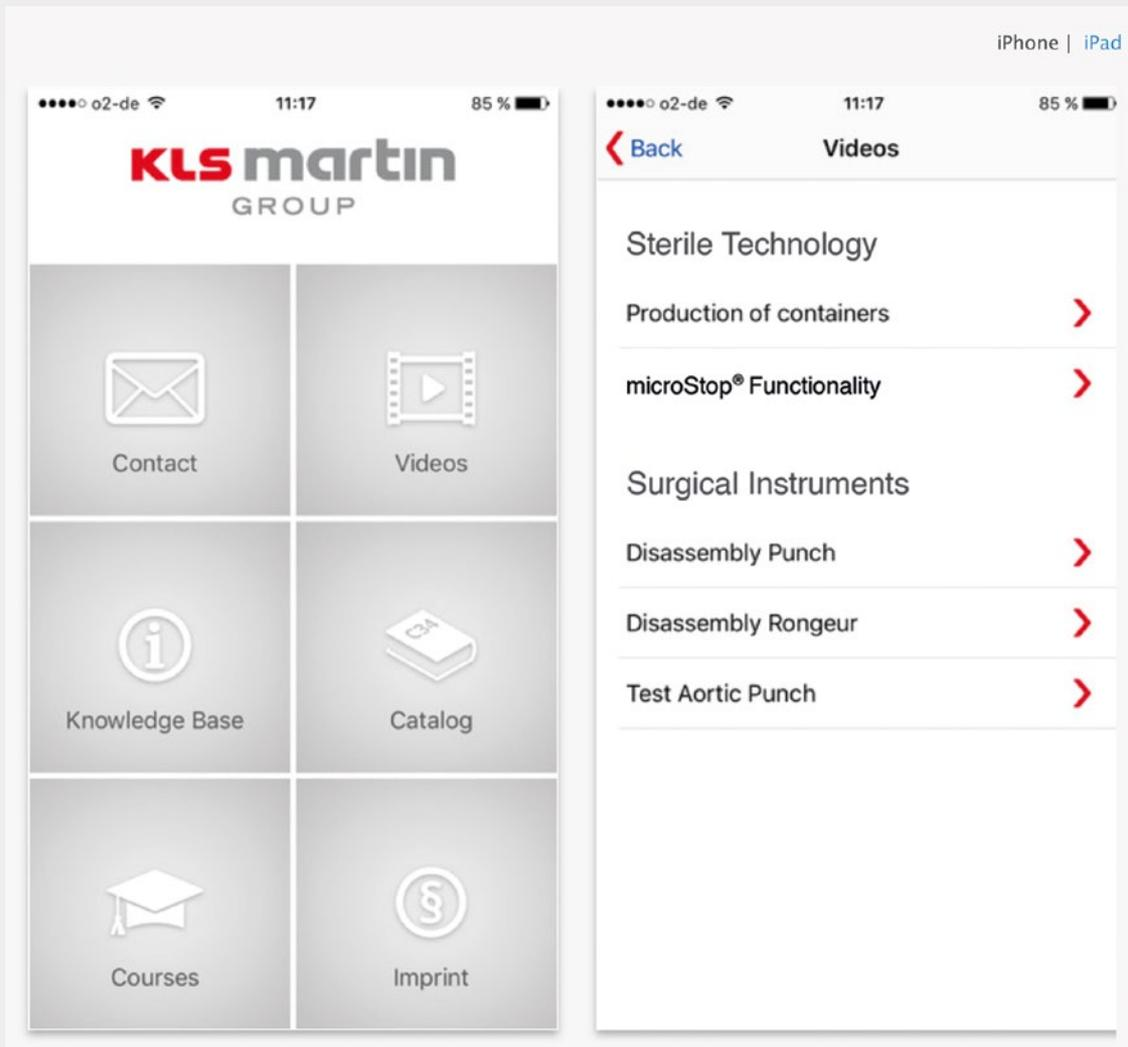 iPhone | iPad
o2-de 11:17 85 %
KLS martin
GROUP
Contact
Videos
Knowledge Base
C34
Catalog
Courses
§
Imprint
o2-de 11:17 85 %
Back Videos
Sterile Technology
Production of containers
microStop® Functionality
Surgical Instruments
Disassembly Punch
Disassembly Rongeur
Test Aortic Punch